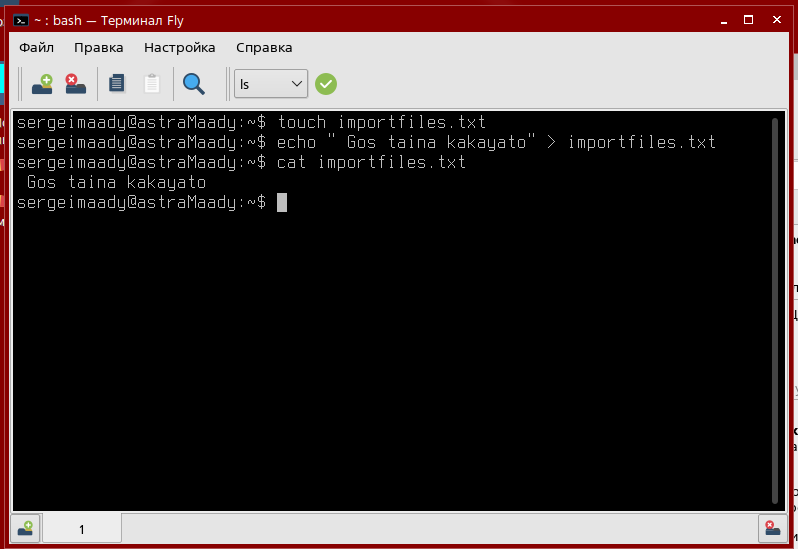 ~ : bash — Терминал Fly
Файл Правка Настройка Справка
ls
sergeimaady@astraMaady:~$ touch importfiles.txt
sergeimaady@astraMaady:~$ echo " Gos taina kakayato" > importfiles.txt
sergeimaady@astraMaady:~$ cat importfiles.txt
 Gos taina kakayato
sergeimaady@astraMaady:~$
1